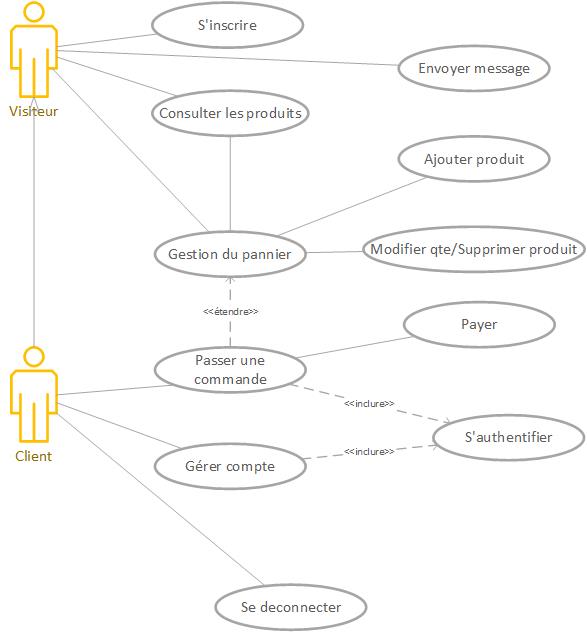 S'inscrire
Envoyer message
Visiteur
Consulter les produits
Ajouter produit
Gestion du pannier
Modifier qte/Supprimer produit
<<étendre>>
Payer
Passer une
commande
<<inclure>>
S'authentifier
Client
<<inclure>>
Gérer compte
Se deconnecter